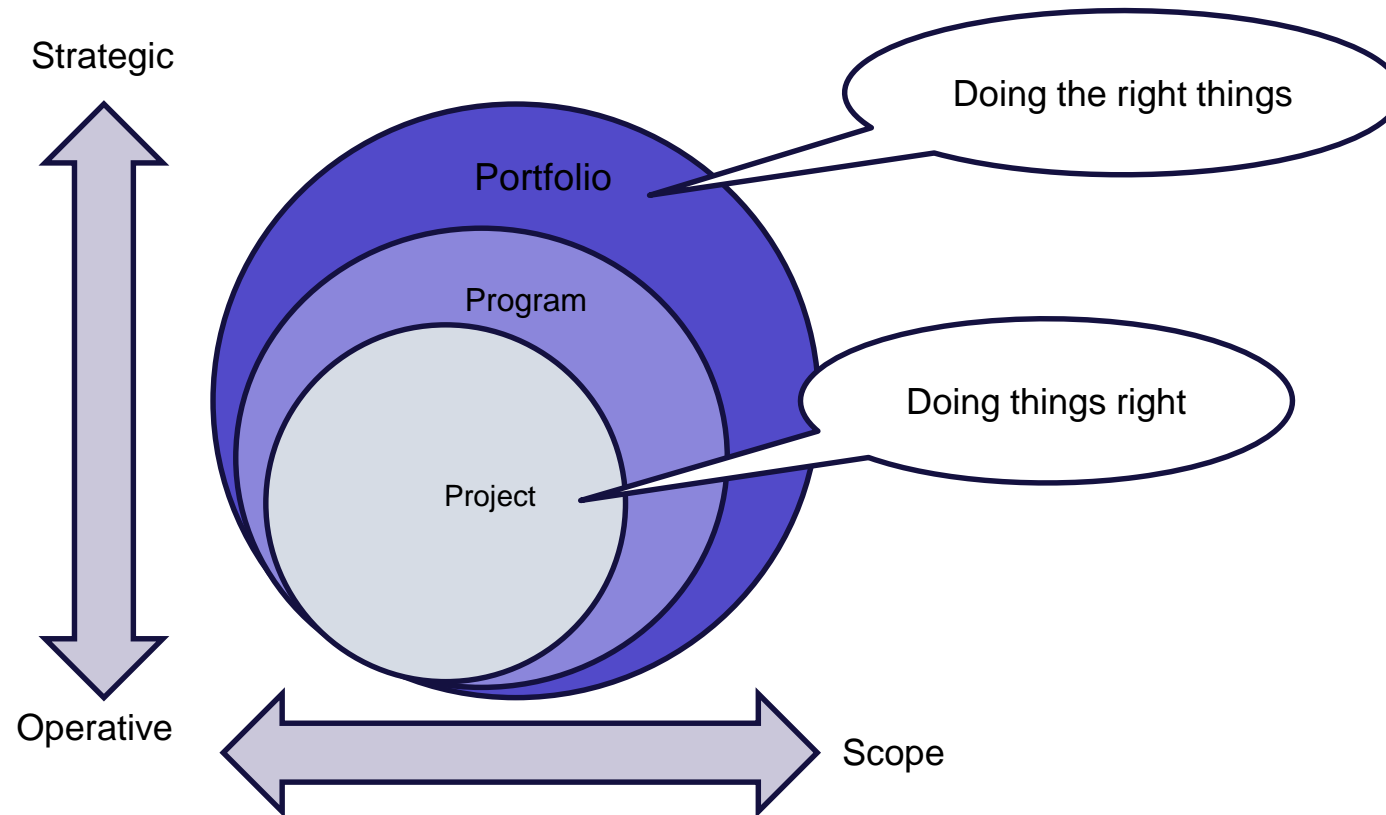 Strategic
Doing the right things
Portfolio
Program
Doing things right
Project
Operative
Scope